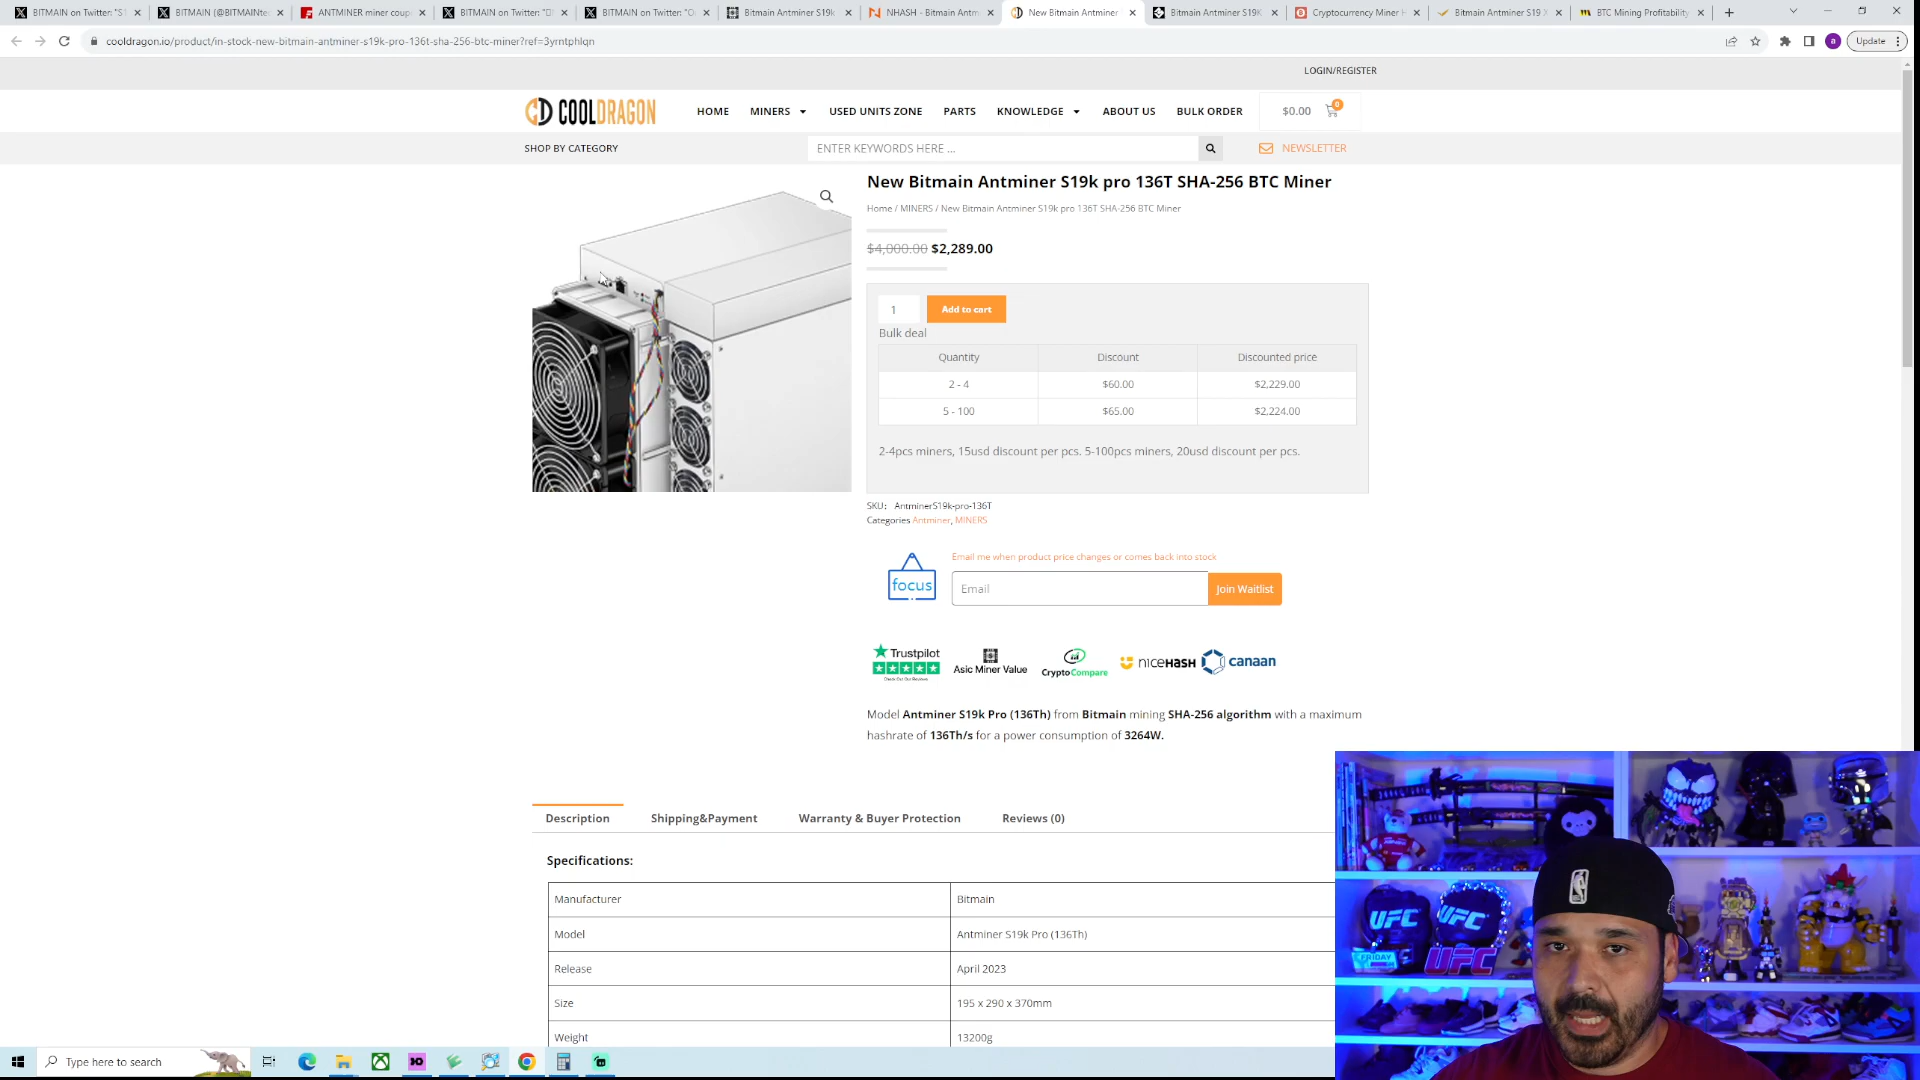 BITMAIN on Twitter: "S1
BITMAIN (@BITMAINte
ANTMINER miner coup
BITMAIN on Twitter:
BITMAIN on Twitter: "O
Bitmain Antminer S19k
NHASH - Bitmain Antm
New Bitmain Antminer
Bitmain Antminer S19K
Cryptocurrency Miner H
Bitmain Antminer S19 X
BTC Mining Profitability
cooldragon.io/product/in-stock-new-bitmain-antminer-s19k-pro-136t-sha-256-btc-miner?ref=3yrntphlqn
a
Update
LOGIN/REGISTER
COOLDRAGON
HOME
MINERS
USED UNITS ZONE
PARTS
KNOWLEDGE
ABOUT US
BULK ORDER
$0.00
0
SHOP BY CATEGORY
ENTER KEYWORDS HERE ...
NEWSLETTER
New Bitmain Antminer S19k pro 136T SHA-256 BTC Miner
Home / MINERS / New Bitmain Antminer S19k pro 136T SHA-256 BTC Miner
$4,000.00 $2,289.00
1
Add to cart
Bulk deal
Quantity Discount Discounted price
2 - 4 $60.00 $2,229.00
5 - 100 $65.00 $2,224.00
2-4pcs miners, 15usd discount per pcs. 5-100pcs miners, 20usd discount per pcs.
SKU: AntminerS19k-pro-136T
Categories Antminer, MINERS
focus
Email me when product price changes or comes back into stock
Email
Join Waitlist
Trustpilot
Asic Miner Value
CryptoCompare
niceHASH
canaan
Model Antminer S19k Pro (136Th) from Bitmain mining SHA-256 algorithm with a maximum
hashrate of 136Th/s for a power consumption of 3264W.
Description
Shipping&Payment
Warranty & Buyer Protection
Reviews (0)
Specifications:
Manufacturer Bitmain
Model Antminer S19k Pro (136Th)
Release April 2023
Size 195 x 290 x 370mm
Weight 13200g
UFC
UFC
FRIDAY
UFC
Type here to search